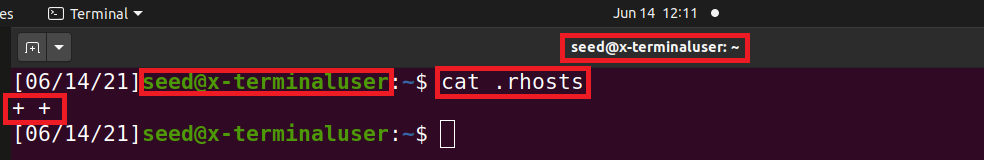 es Terminal Jun 14 12:11
seed@x-terminaluser: ~
[06/14/21]seed@x-terminaluser:~$ cat .rhosts
+ +
[06/14/21]seed@x-terminaluser:~$